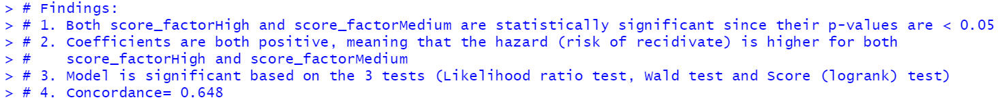 > # Findings:
> # 1. Both score_factorHigh and score_factorMedium are statistically significant since their p-values are < 0.05
> # 2. Coefficients are both positive, meaning that the hazard (risk of recidivate) is higher for both
> #    score_factorHigh and score_factorMedium
> # 3. Model is significant based on the 3 tests (Likelihood ratio test, Wald test and Score (logrank) test)
> # 4. Concordance= 0.648